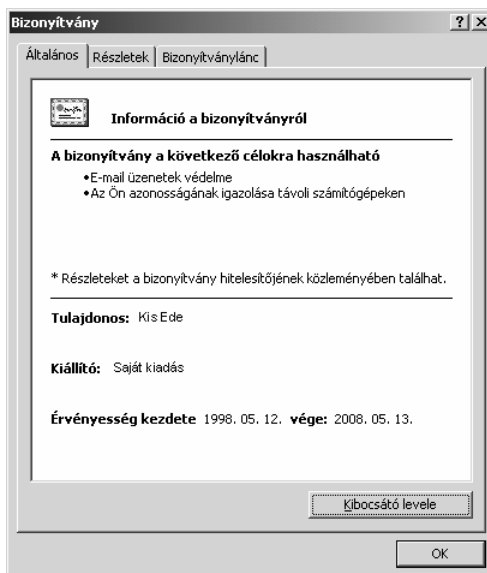 Bizonyítvány
Általános Részletek Bizonyítványlánc
Információ a bizonyítványról
A bizonyítvány a következő célokra használható
•E-mail üzenetek védelme
•Az Ön azonosságának igazolása távoli számítógépeken
* Részleteket a bizonyítvány hitelesítőjének közleményében találhat.
Tulajdonos: Kis Ede
Kiállító: Saját kiadás
Érvényesség kezdete 1998. 05. 12. vége: 2008. 05. 13.
Kibocsátó levele
OK